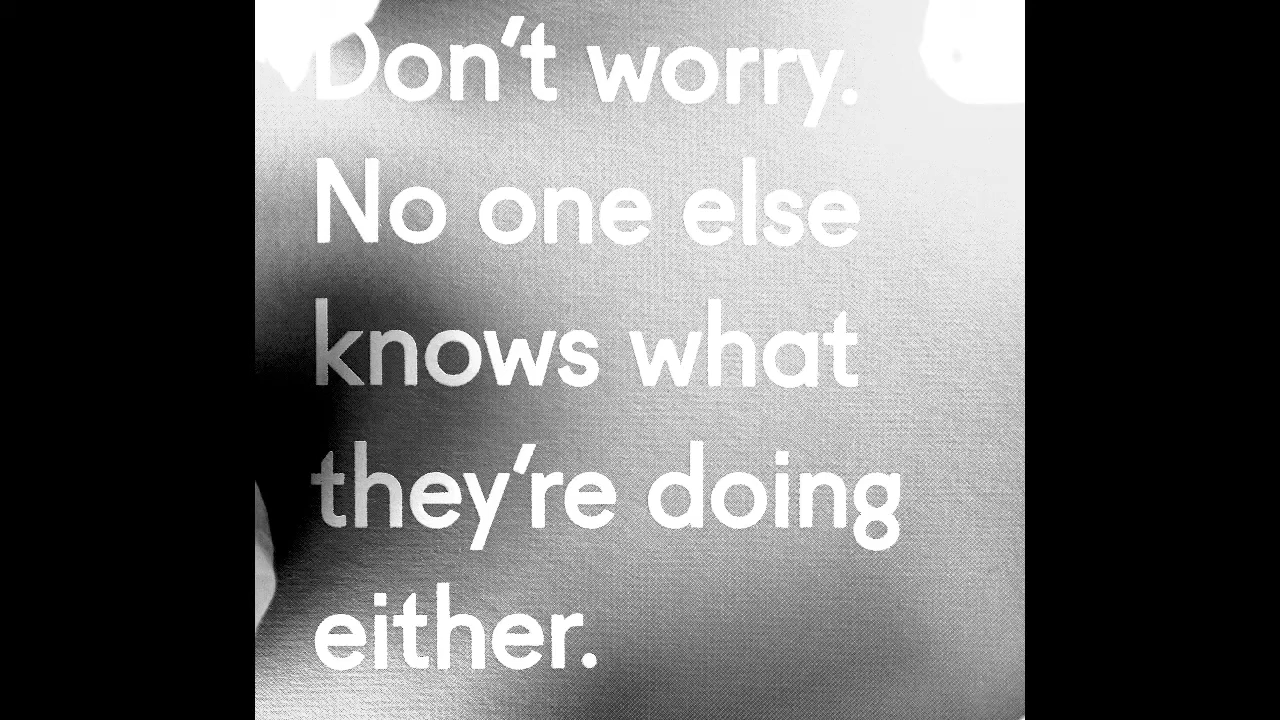 Don't worry.
No one else
knows what
they're doing
either.